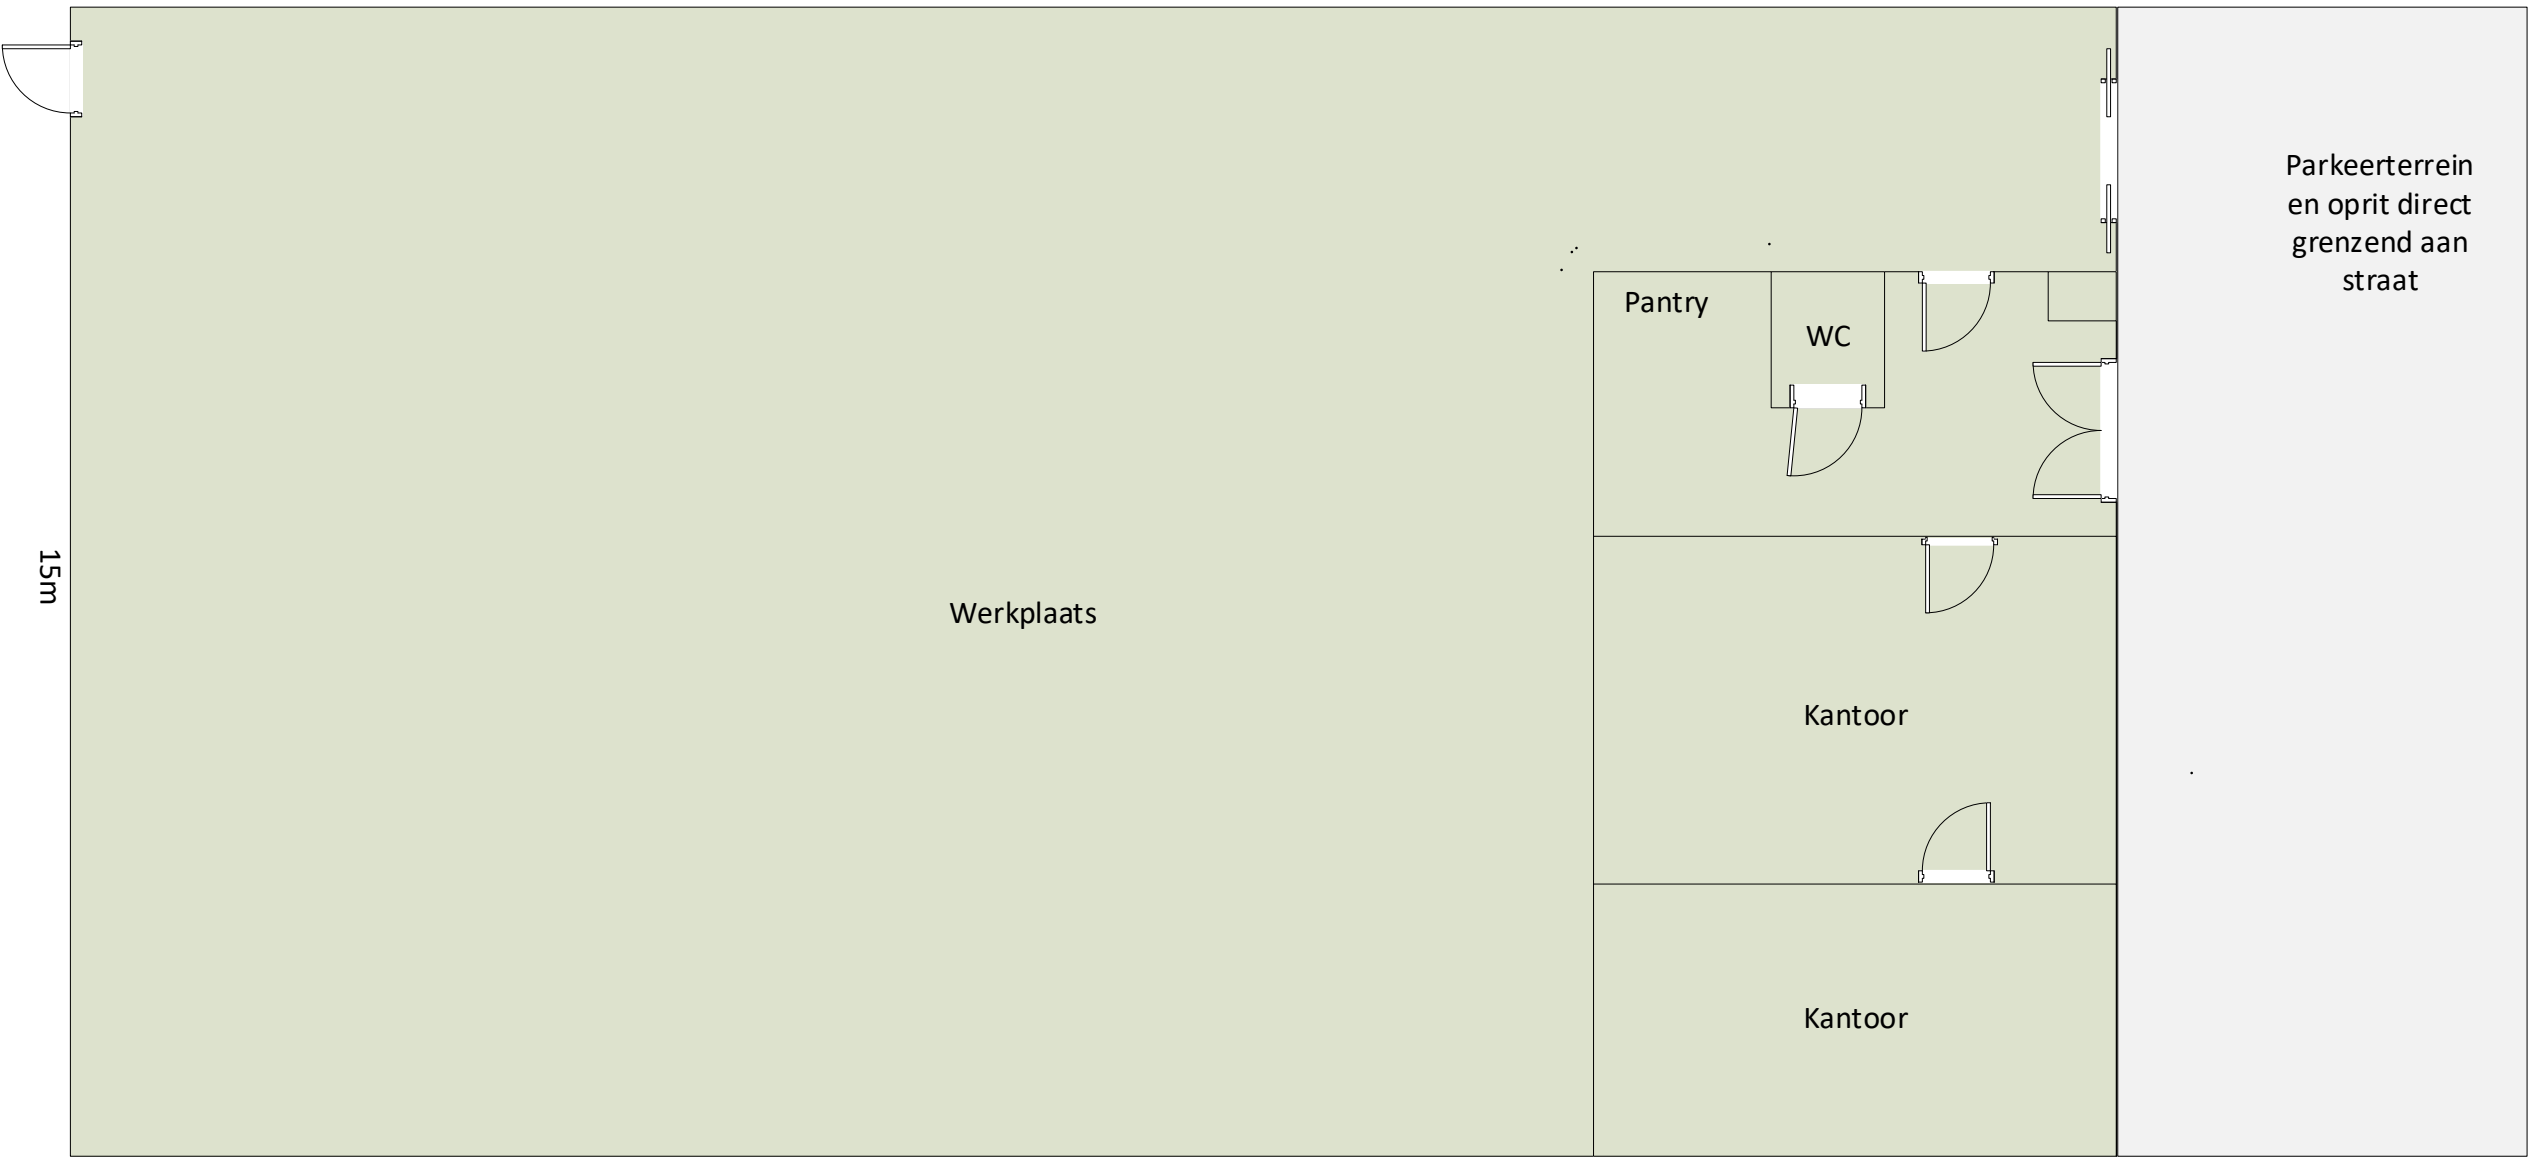 Parkeerterrein
en oprit direct
grenzend aan
straat
Pantry
WC
15m
Werkplaats
Kantoor
Kantoor